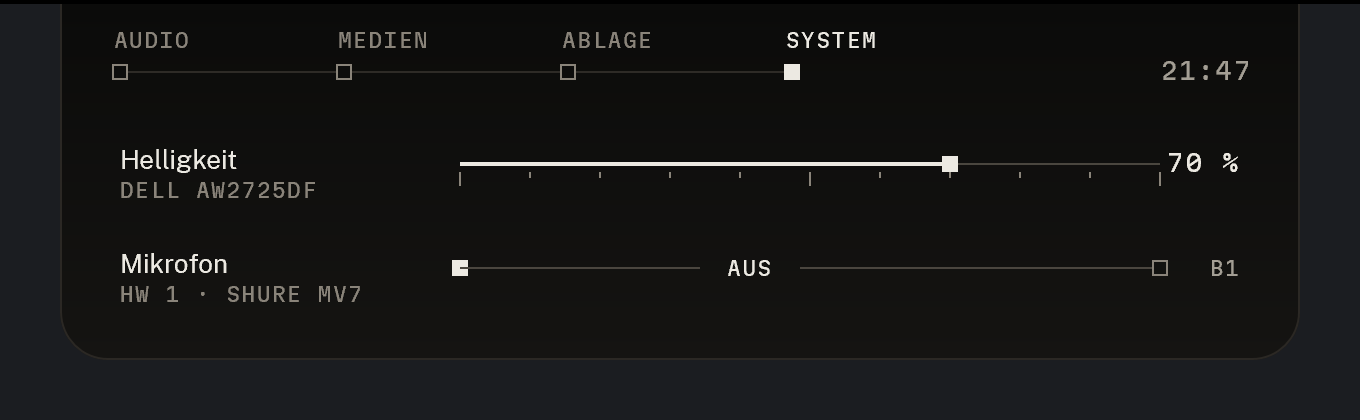 AUDIO MEDIEN ABLAGE SYSTEM
21:47
Helligkeit
70 %
DELL AW2725DF
Mikrofon
AUS B1
HW 1 · SHURE MV7